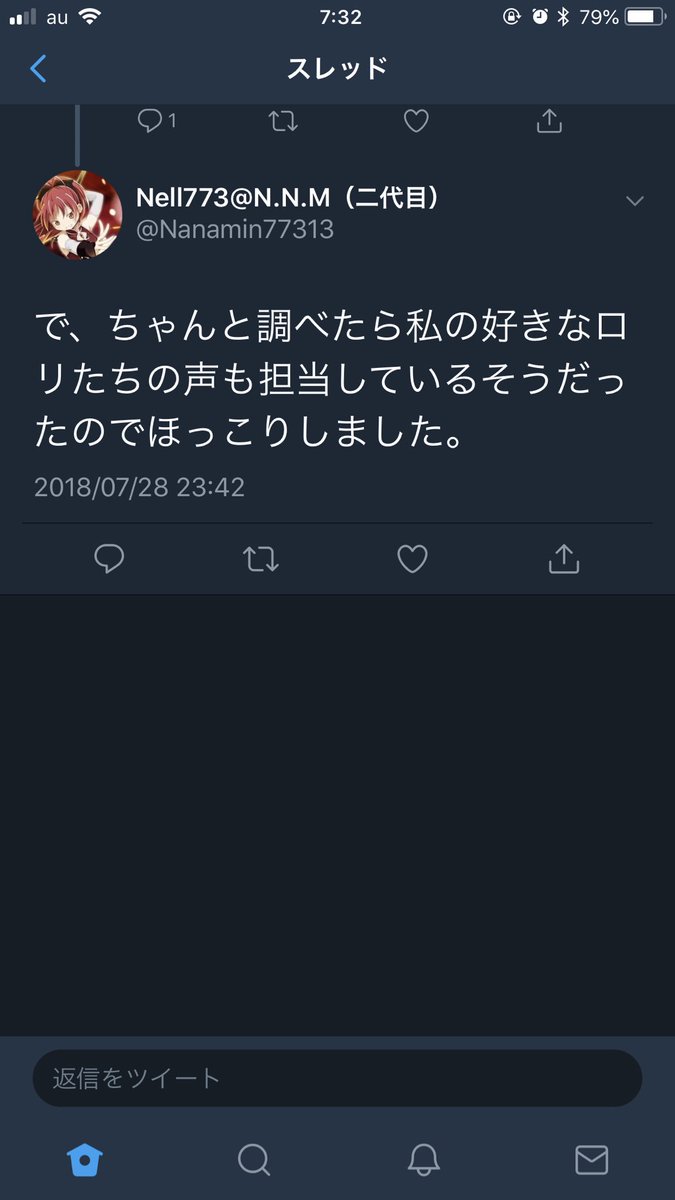 au 7:32 79%
スレッド
1
Nell773@N.N.M（二代目）
@Nanamin77313
で、ちゃんと調べたら私の好きなロ
リたちの声も担当しているそうだっ
たのでほっこりしました。
2018/07/28 23:42
返信をツイート